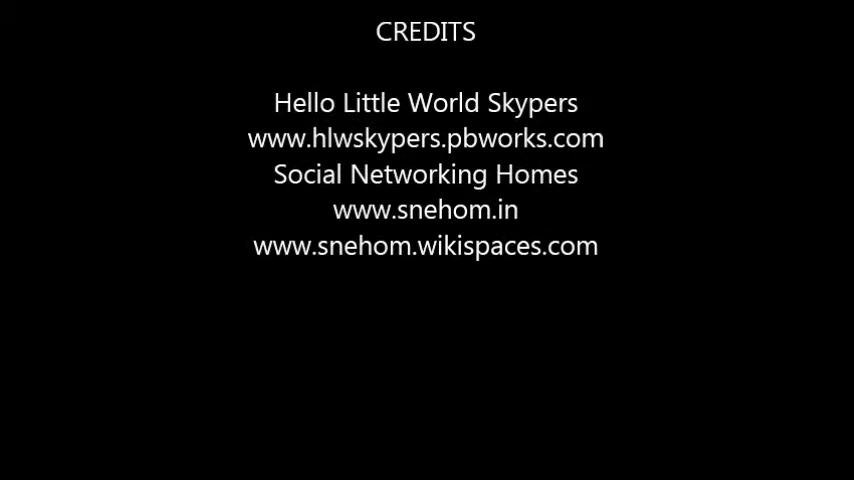 CREDITS
Hello Little World Skypers
www.hlwskypers.pbworks.com
Social Networking Homes
www.snehom.in
www.snehom.wikispaces.com